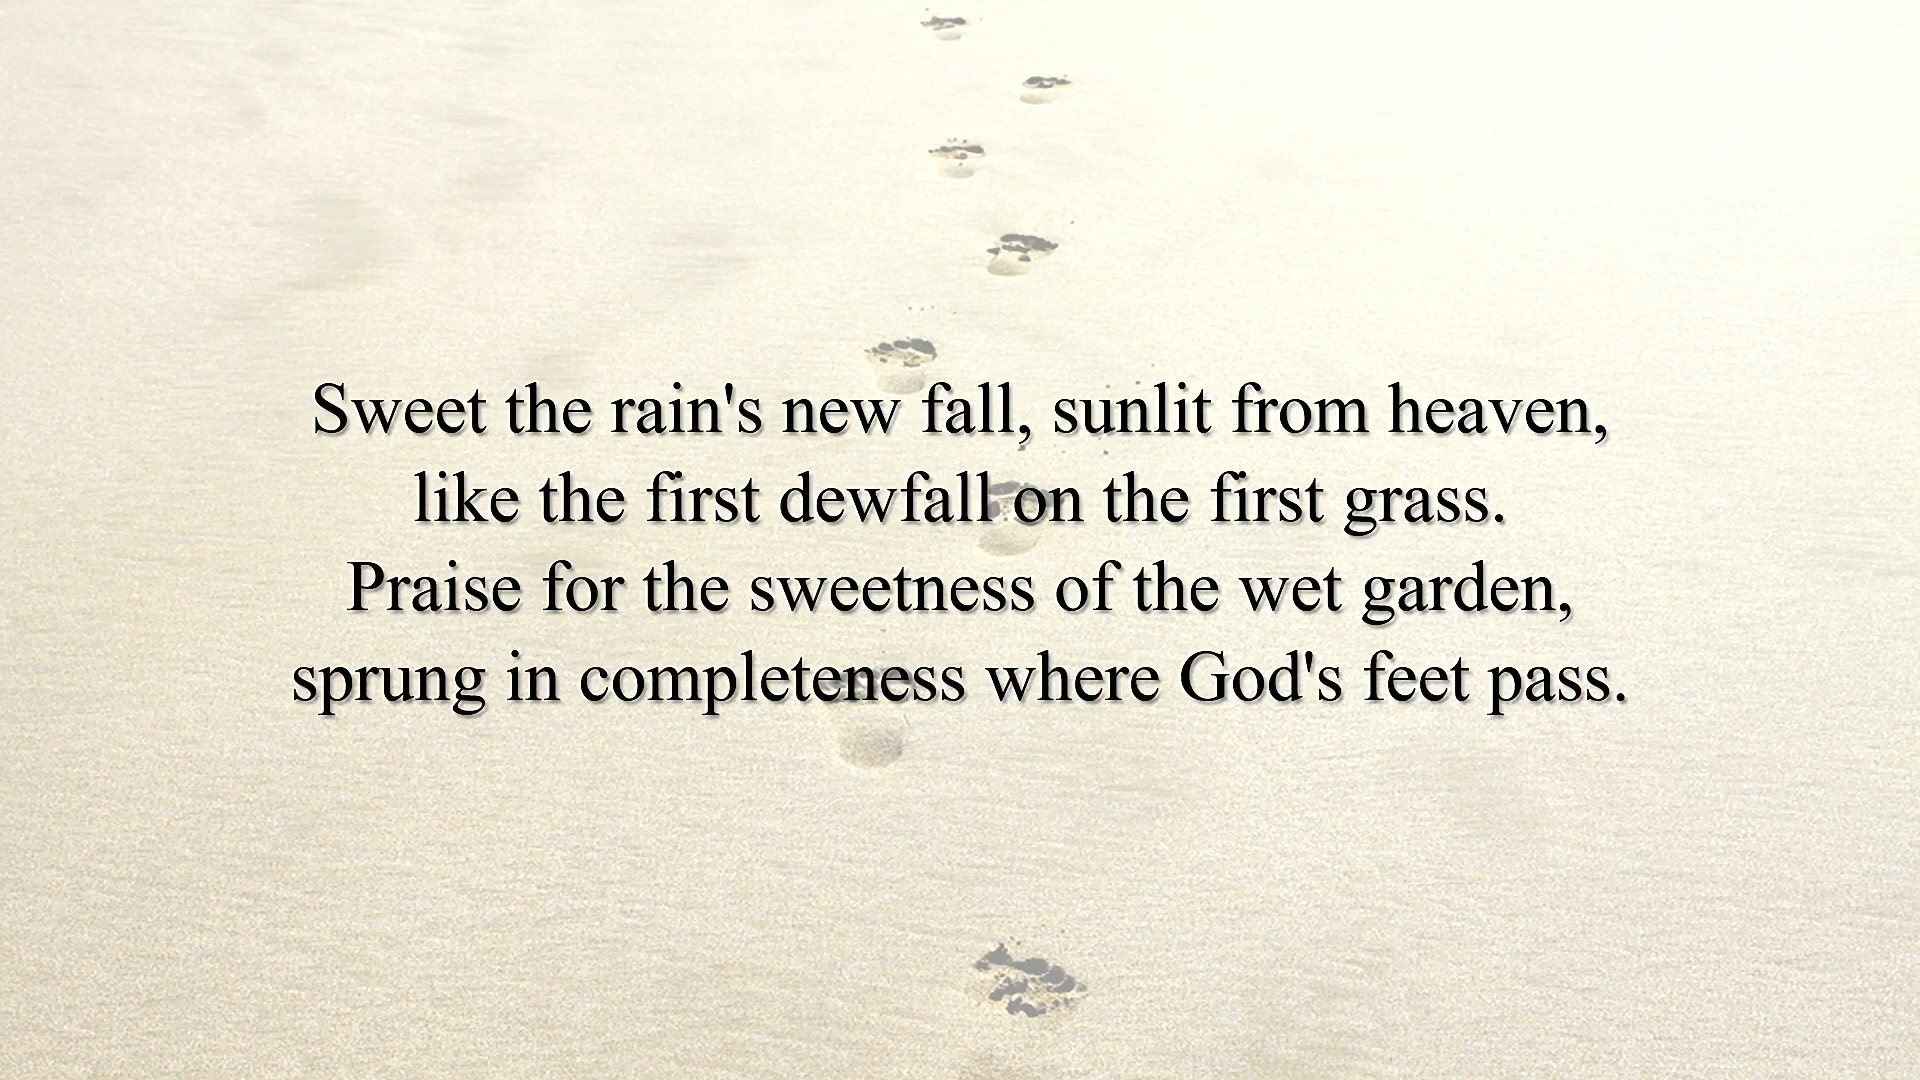 Sweet the rain's new fall, sunlit from heaven,
like the first dewfall on the first grass.
Praise for the sweetness of the wet garden,
sprung in completeness where God's feet pass.